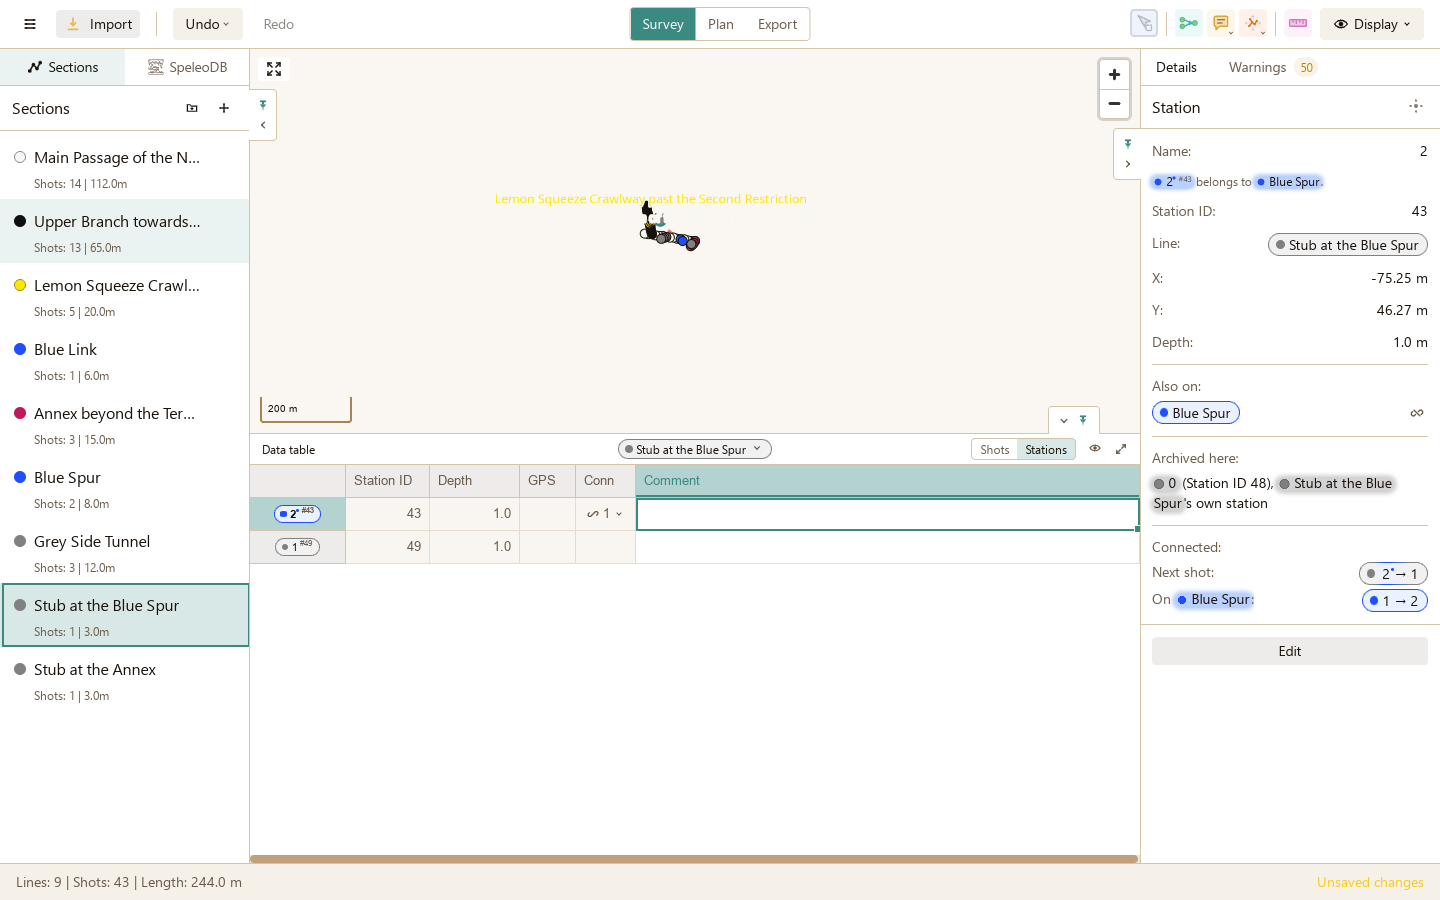 Import
Undo
Redo
Survey
Plan
Export
Display
Sections
SpeleoDB
Details
Warnings 50
Sections
Station
Main Passage of the N...
Shots: 14 | 112.0m
Upper Branch towards...
Shots: 13 | 65.0m
Lemon Squeeze Crawl...
Shots: 5 | 20.0m
Blue Link
Shots: 1 | 6.0m
Annex beyond the Ter...
Shots: 3 | 15.0m
Blue Spur
Shots: 2 | 8.0m
Grey Side Tunnel
Shots: 3 | 12.0m
Stub at the Blue Spur
Shots: 1 | 3.0m
Stub at the Annex
Shots: 1 | 3.0m
Lemon Squeeze Crawlway past the Second Restriction
200 m
Data table
Stub at the Blue Spur
Shots
Stations
Station ID
Depth
GPS
Conn
Comment
2• #43
43
1.0
1
1 #49
49
1.0
Name: 2
2• #43 belongs to Blue Spur.
Station ID: 43
Line: Stub at the Blue Spur
X: -75.25 m
Y: 46.27 m
Depth: 1.0 m
Also on:
Blue Spur
Archived here:
0 (Station ID 48), Stub at the Blue
Spur's own station
Connected:
Next shot: 2• → 1
On Blue Spur: 1 → 2
Edit
Lines: 9 | Shots: 43 | Length: 244.0 m
Unsaved changes